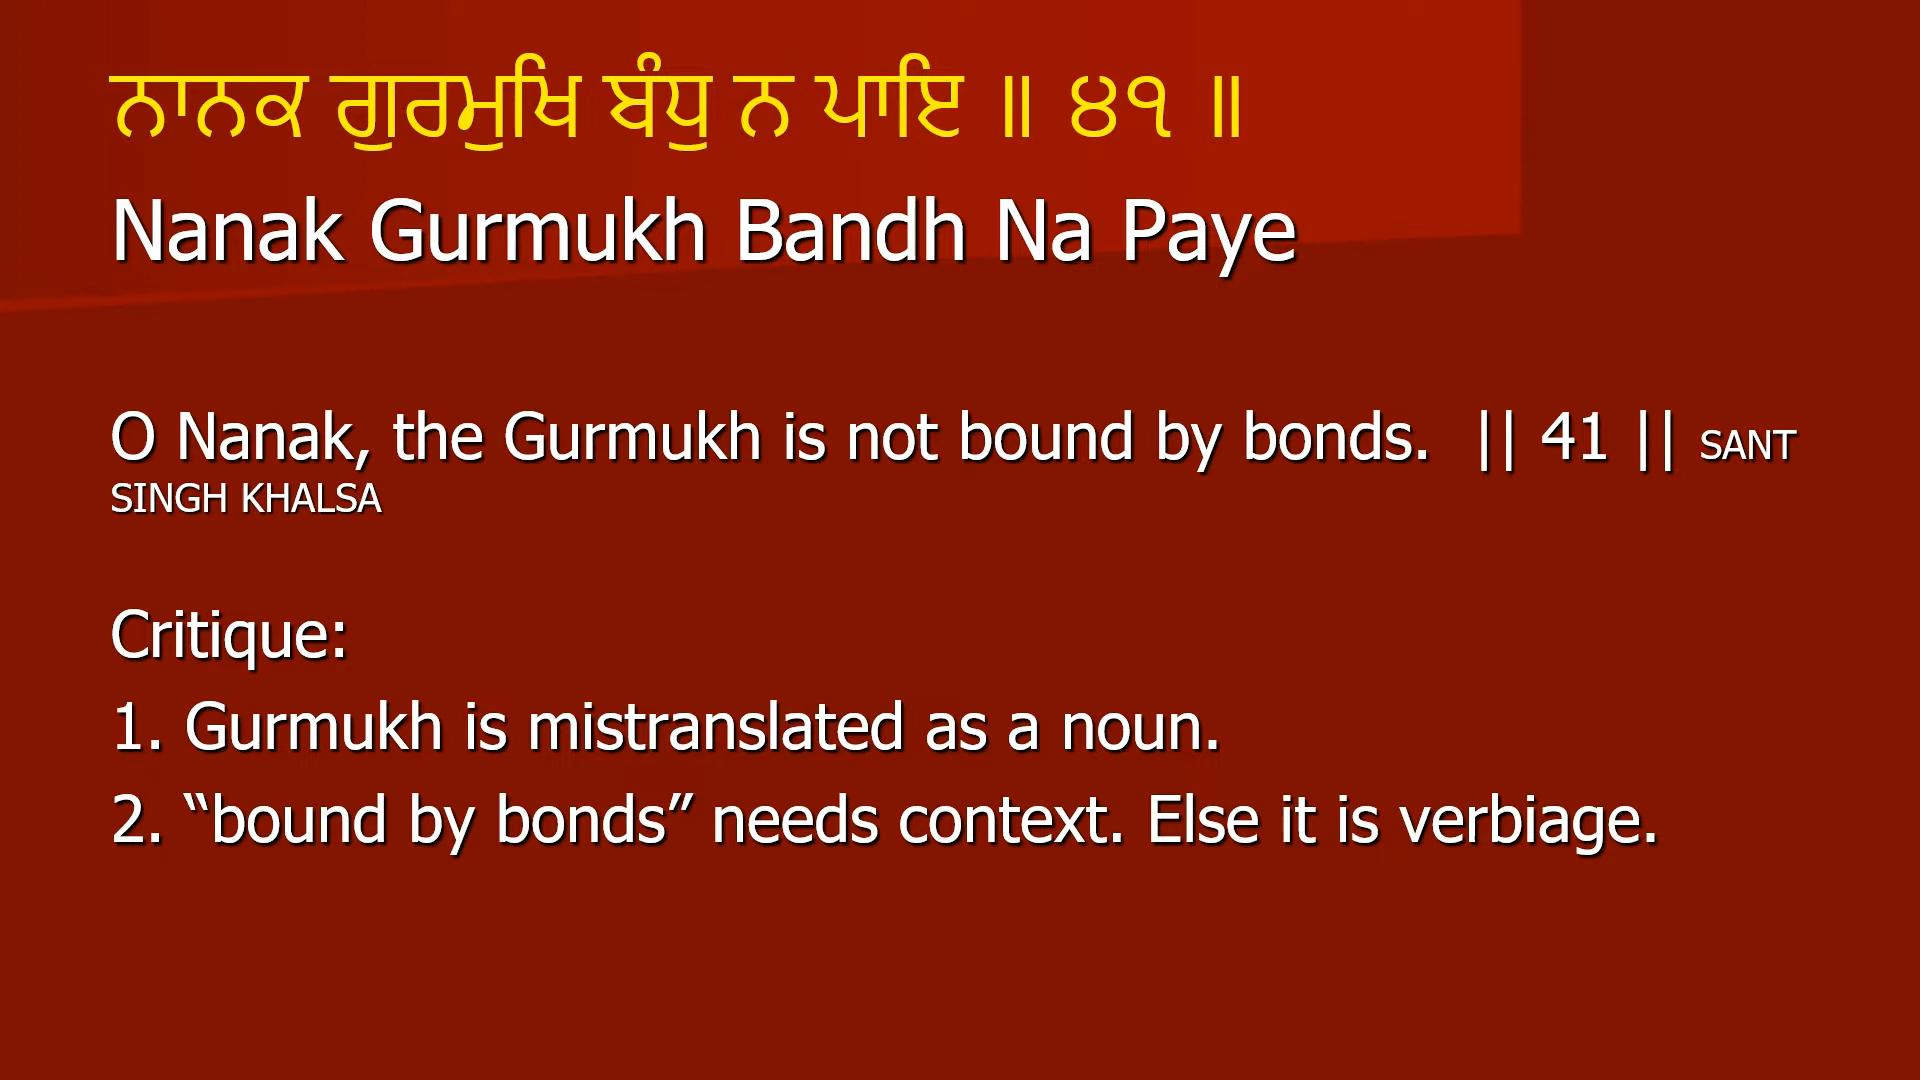 ਨਾਨਕ ਗੁਰਮੁਖਿ ਬੰਧੁ ਨ ਪਾਇ ॥ ੪੧ ॥
Nanak Gurmukh Bandh Na Paye
O Nanak, the Gurmukh is not bound by bonds.  || 41 || SANT
SINGH KHALSA
Critique:
1. Gurmukh is mistranslated as a noun.
2. “bound by bonds” needs context. Else it is verbiage.